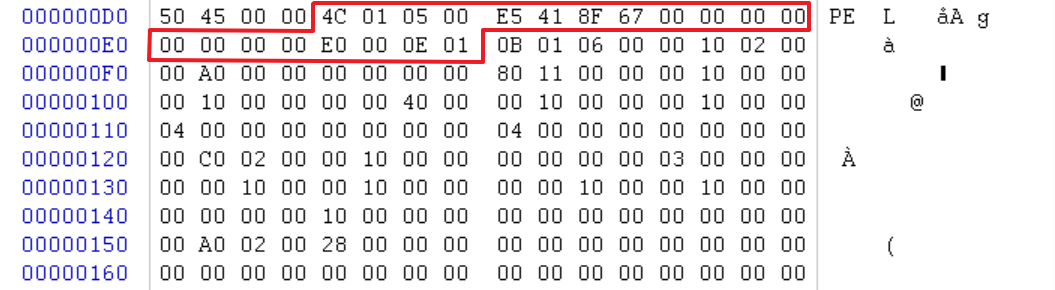 000000D0 50 45 00 00 4C 01 05 00 E5 41 8F 67 00 00 00 00 PE L åA g
000000E0 00 00 00 00 E0 00 0E 01 0B 01 06 00 00 10 02 00 à
000000F0 00 A0 00 00 00 00 00 00 80 11 00 00 00 10 00 00
00000100 00 10 00 00 00 00 40 00 00 10 00 00 00 10 00 00 @
00000110 04 00 00 00 00 00 00 00 04 00 00 00 00 00 00 00
00000120 00 C0 02 00 00 10 00 00 00 00 00 00 03 00 00 00 À
00000130 00 00 10 00 00 10 00 00 00 00 10 00 00 10 00 00
00000140 00 00 00 00 10 00 00 00 00 00 00 00 00 00 00 00
00000150 00 A0 02 00 28 00 00 00 00 00 00 00 00 00 00 00 (
00000160 00 00 00 00 00 00 00 00 00 00 00 00 00 00 00 00